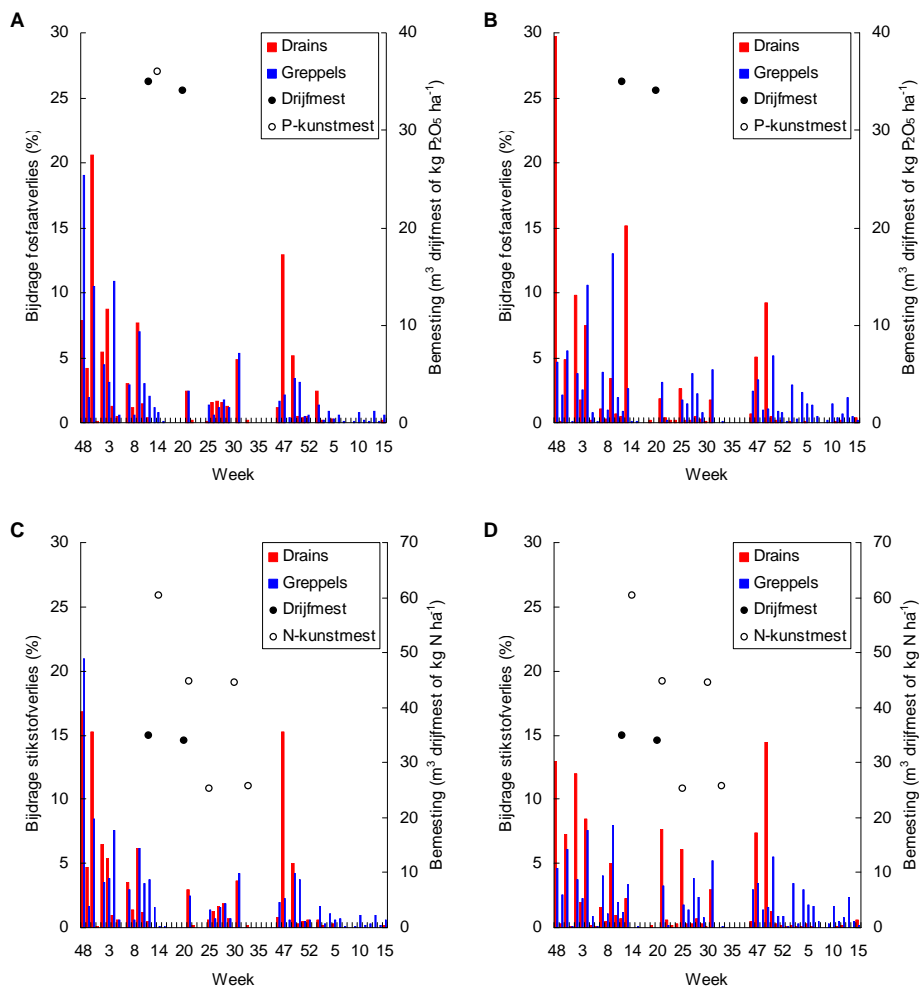 A
Bijdrage fosfaatverlies (%)
30
25
20
15
10
5
0
Drains
Greppels
Drijfmest
P-kunstmest
40
30
20
10
0
Bemesting (m³ drijfmest of kg P₂O₅ ha⁻¹)
48 3 12 14 20 25 30 35 47 52 5 10 15
Week
B
Bijdrage fosfaatverlies (%)
30
25
20
15
10
5
0
Drains
Greppels
Drijfmest
P-kunstmest
40
30
20
10
0
Bemesting (m³ drijfmest of kg P₂O₅ ha⁻¹)
48 3 8 14 20 25 30 35 47 52 5 10 15
Week
C
Bijdrage stikstofverlies (%)
30
25
20
15
10
5
0
Drains
Greppels
Drijfmest
N-kunstmest
70
60
50
40
30
20
10
0
Bemesting (m³ drijfmest of kg N ha⁻¹)
48 3 8 14 20 25 30 35 47 52 5 10 15
Week
D
Bijdrage stikstofverlies (%)
30
25
20
15
10
5
0
Drains
Greppels
Drijfmest
N-kunstmest
70
60
50
40
30
20
10
0
Bemesting (m³ drijfmest of kg N ha⁻¹)
48 3 8 14 20 25 30 35 47 52 5 10 15
Week